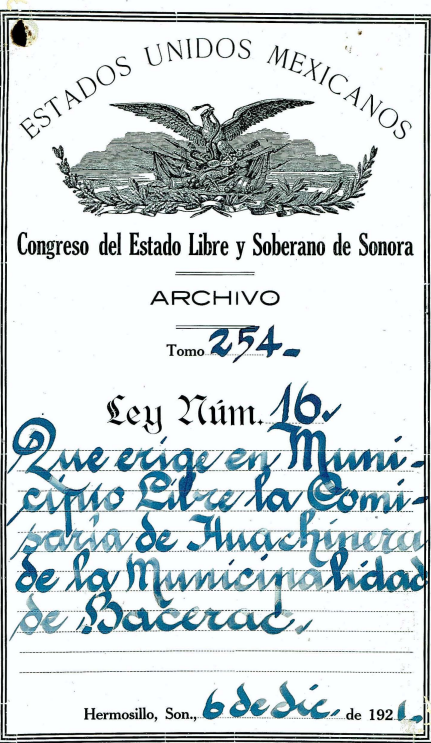 ESTADOS UNIDOS MEXICANOS
Congreso del Estado Libre y Soberano de Sonora
ARCHIVO
Tomo 254-
Ley Núm. 16.
Que erige en Muni-
cipio Libre la Comi-
saría de Huachinera
de la Municipalidad
de Bacerac.
Hermosillo, Son., 6 de dic. de 1921.